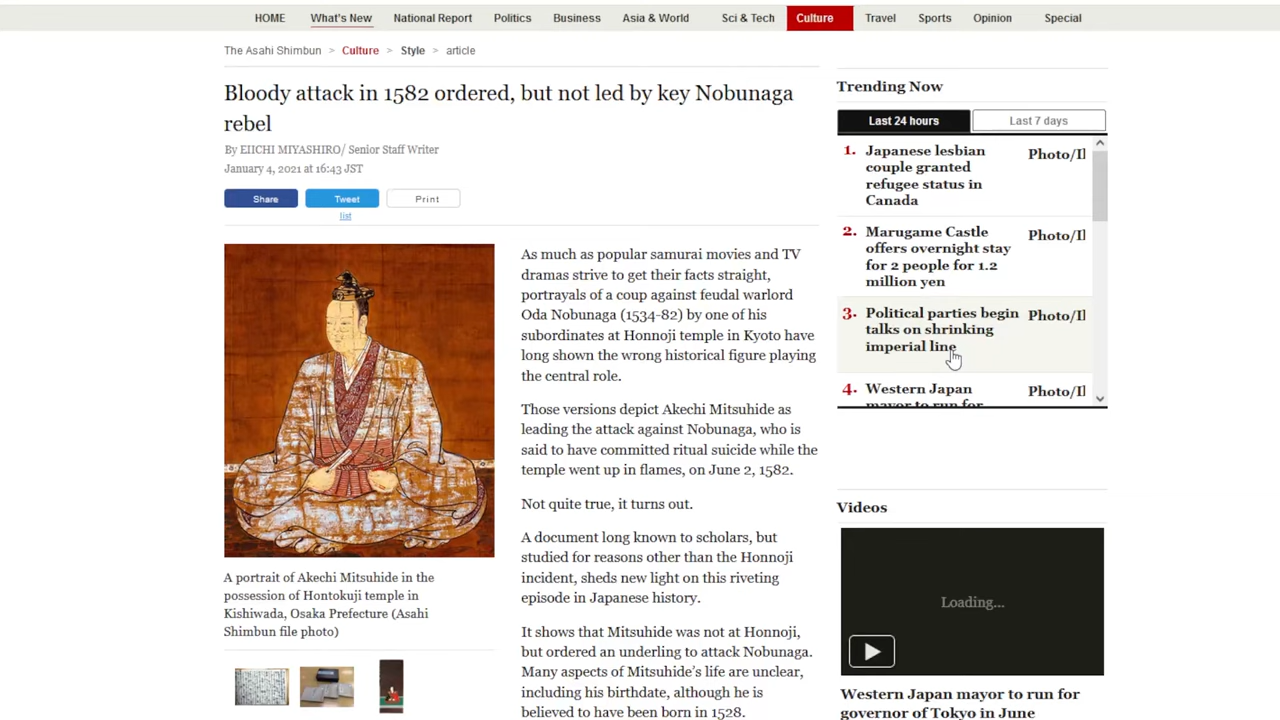 HOME What's New National Report Politics Business Asia & World Sci & Tech Culture Travel Sports Opinion Special
The Asahi Shimbun > Culture > Style > article
Bloody attack in 1582 ordered, but not led by key Nobunaga
rebel
By EIICHI MIYASHIRO/ Senior Staff Writer
January 4, 2021 at 16:43 JST
Share Tweet Print
list
As much as popular samurai movies and TV
dramas strive to get their facts straight,
portrayals of a coup against feudal warlord
Oda Nobunaga (1534-82) by one of his
subordinates at Honnoji temple in Kyoto have
long shown the wrong historical figure playing
the central role.
Those versions depict Akechi Mitsuhide as
leading the attack against Nobunaga, who is
said to have committed ritual suicide while the
temple went up in flames, on June 2, 1582.
Not quite true, it turns out.
A document long known to scholars, but
studied for reasons other than the Honnoji
incident, sheds new light on this riveting
episode in Japanese history.
It shows that Mitsuhide was not at Honnoji,
but ordered an underling to attack Nobunaga.
Many aspects of Mitsuhide's life are unclear,
including his birthdate, although he is
believed to have been born in 1528.
A portrait of Akechi Mitsuhide in the
possession of Hontokuji temple in
Kishiwada, Osaka Prefecture (Asahi
Shimbun file photo)
Trending Now
Last 24 hours Last 7 days
1. Japanese lesbian Photo/Il
couple granted
refugee status in
Canada
2. Marugame Castle Photo/Il
offers overnight stay
for 2 people for 1.2
million yen
3. Political parties begin Photo/Il
talks on shrinking
imperial line
4. Western Japan Photo/Il
mayor to run for
Videos
Loading...
Western Japan mayor to run for
governor of Tokyo in June